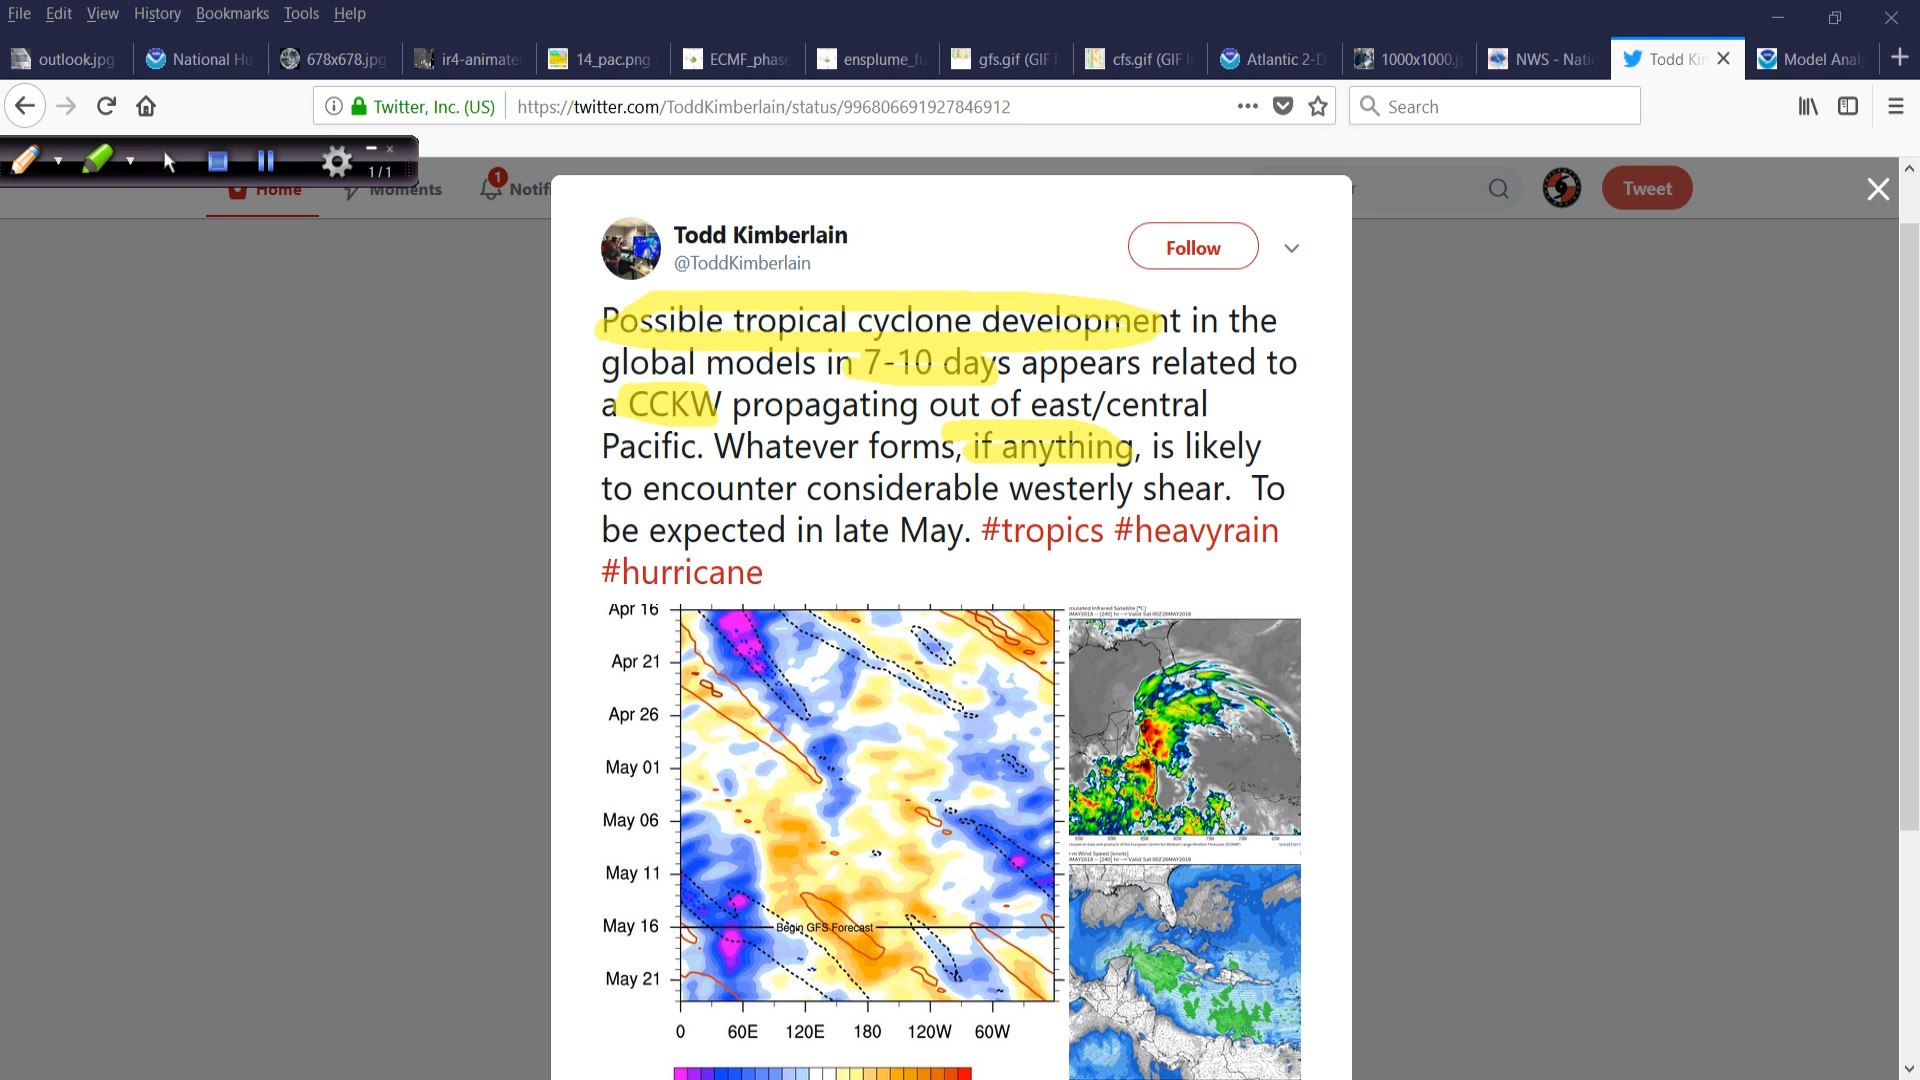 File Edit View History Bookmarks Tools Help
outlook.jpg National Hu 678x678.jpg ir4-animate 14_pac.png ECMF_phase ensplume_fu gfs.gif (GIF I cfs.gif (GIF I Atlantic 2-D 1000x1000.j NWS - Natio Todd Kim Model Analy
Twitter, Inc. (US) https://twitter.com/ToddKimberlain/status/996806691927846912 Search
1/1
Home Moments 1 Notif Tweet
Todd Kimberlain
@ToddKimberlain
Follow
Possible tropical cyclone development in the
global models in 7-10 days appears related to
a CCKW propagating out of east/central
Pacific. Whatever forms, if anything, is likely
to encounter considerable westerly shear. To
be expected in late May. #tropics #heavyrain
#hurricane
Apr 16
Apr 21
Apr 26
May 01
May 06
May 11
May 16
Begin GFS Forecast
May 21
0 60E 120E 180 120W 60W